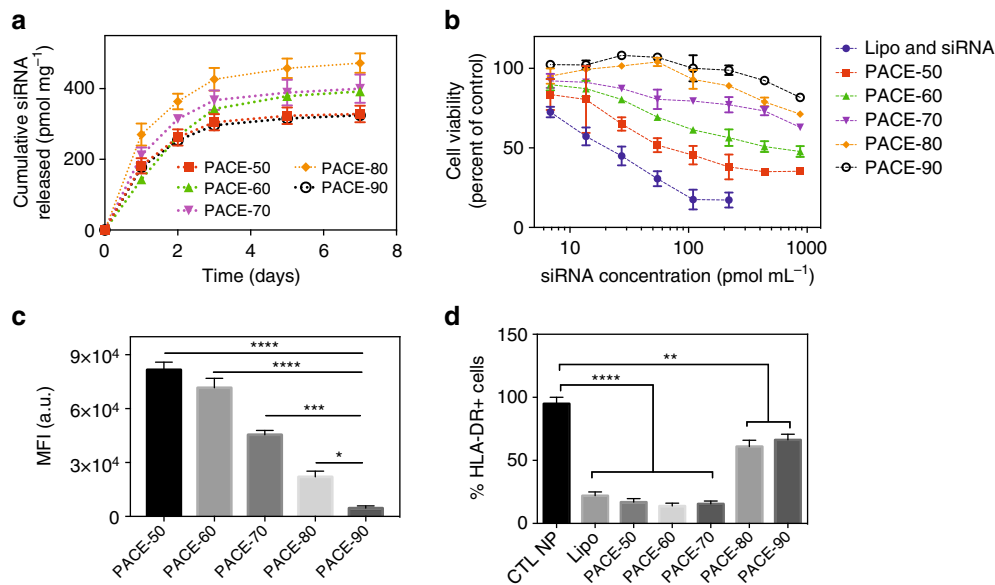 a
Cumulative siRNA
released (pmol mg⁻¹)
400
200
0
0
2
4
6
8
Time (days)
PACE-50
PACE-60
PACE-70
PACE-80
PACE-90
b
Cell viability
(percent of control)
100
50
0
10
100
1000
siRNA concentration (pmol mL⁻¹)
Lipo and siRNA
PACE-50
PACE-60
PACE-70
PACE-80
PACE-90
c
MFI (a.u.)
9×10⁴
6×10⁴
3×10⁴
0
****
****
***
*
PACE-50
PACE-60
PACE-70
PACE-80
PACE-90
d
% HLA-DR+ cells
150
100
50
0
**
****
CTL NP
Lipo
PACE-50
PACE-60
PACE-70
PACE-80
PACE-90